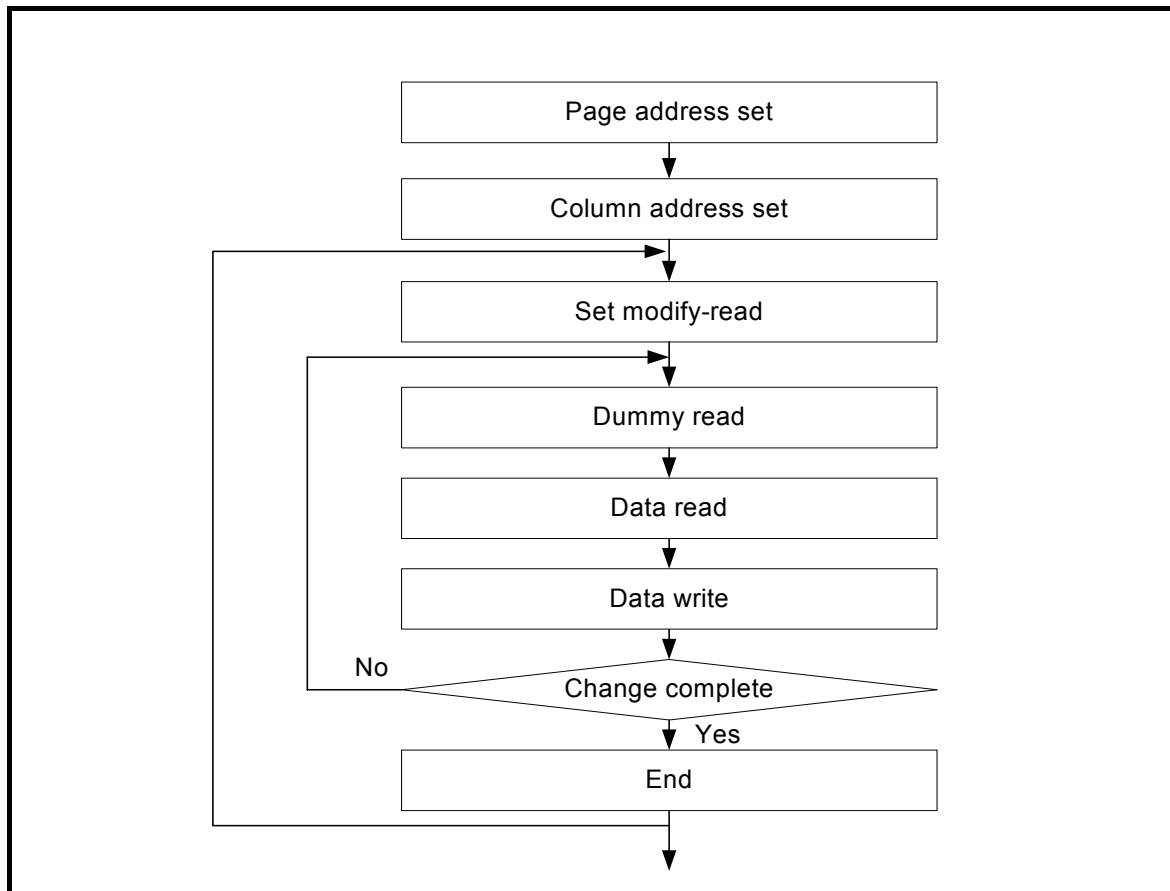 Page address set
Column address set
Set modify-read
Dummy read
Data read
Data write
No
Change complete
Yes
End